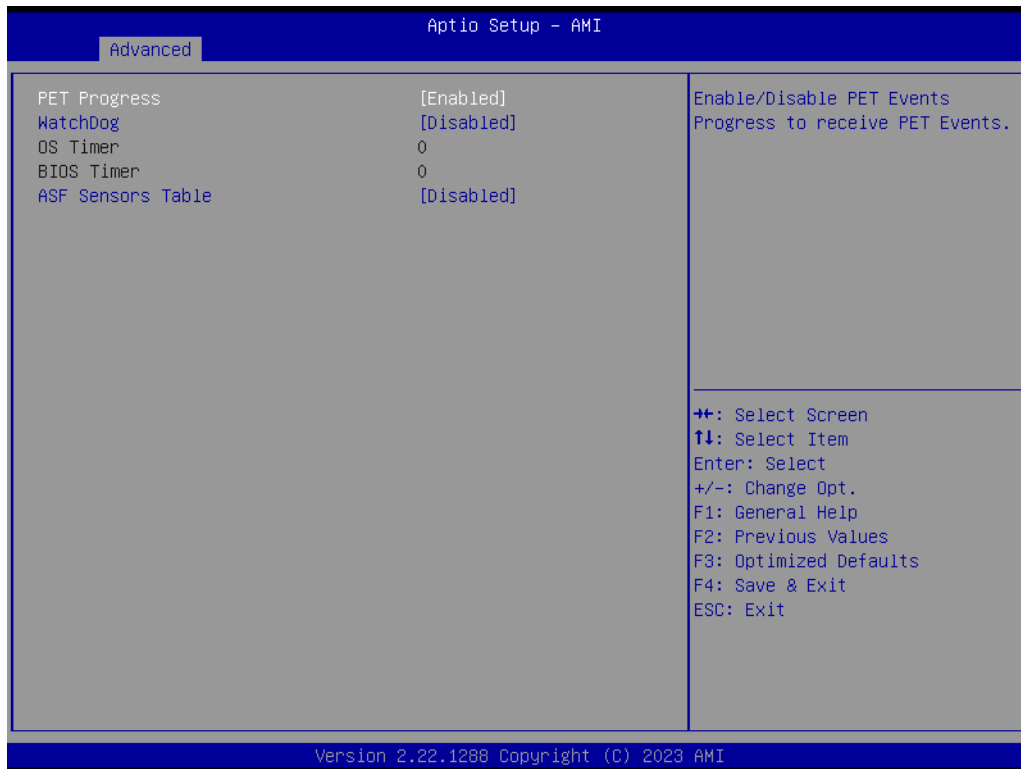 Aptio Setup – AMI
Advanced
PET Progress [Enabled]
WatchDog [Disabled]
OS Timer 0
BIOS Timer 0
ASF Sensors Table [Disabled]
Enable/Disable PET Events
Progress to receive PET Events.
→←: Select Screen
↑↓: Select Item
Enter: Select
+/-: Change Opt.
F1: General Help
F2: Previous Values
F3: Optimized Defaults
F4: Save & Exit
ESC: Exit
Version 2.22.1288 Copyright (C) 2023 AMI